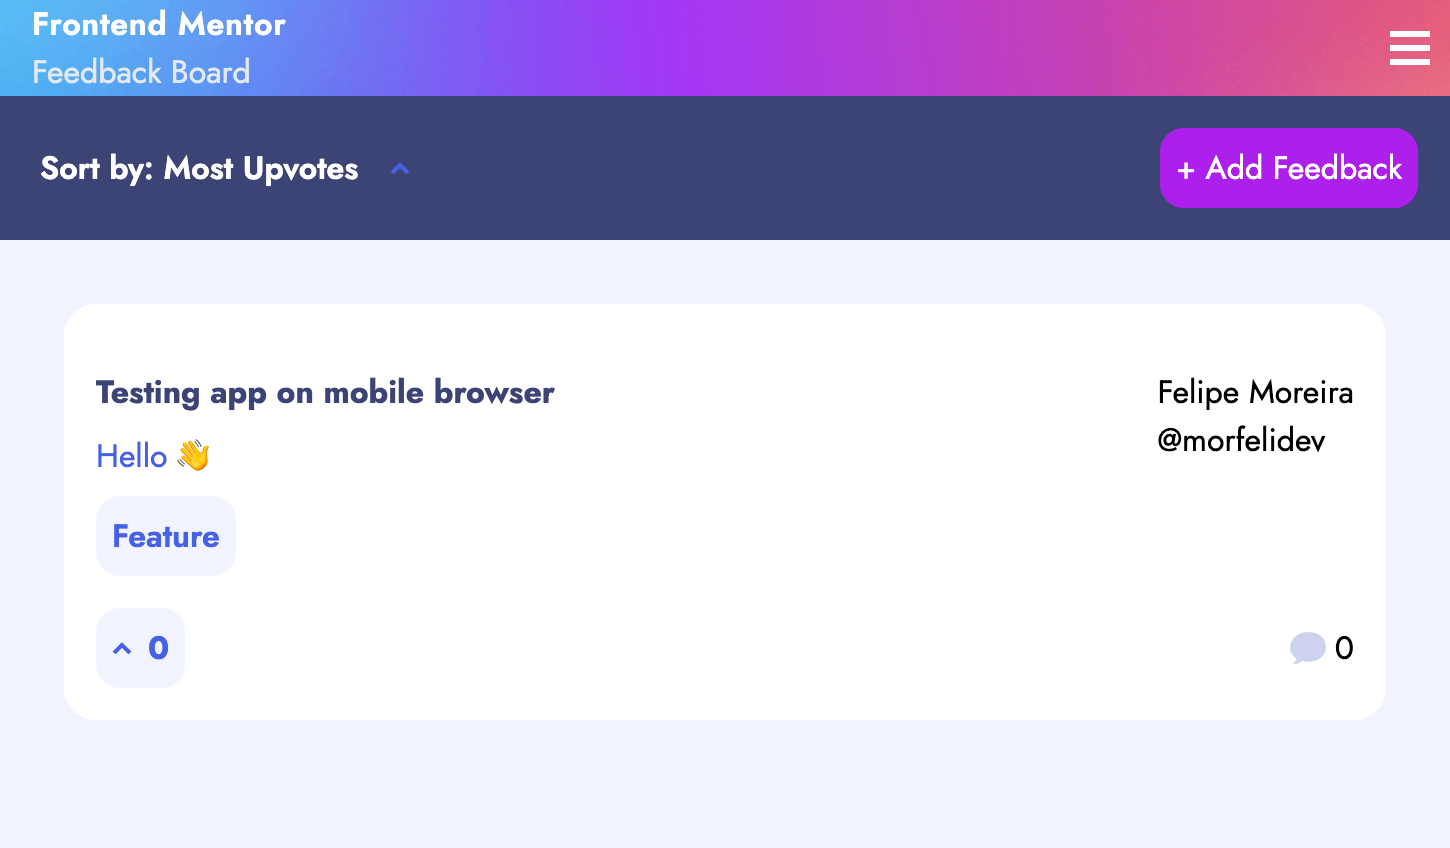 Frontend Mentor
Feedback Board
Sort by: Most Upvotes
+ Add Feedback
Testing app on mobile browser
Felipe Moreira
@morfelidev
Hello 👋
Feature
0
0